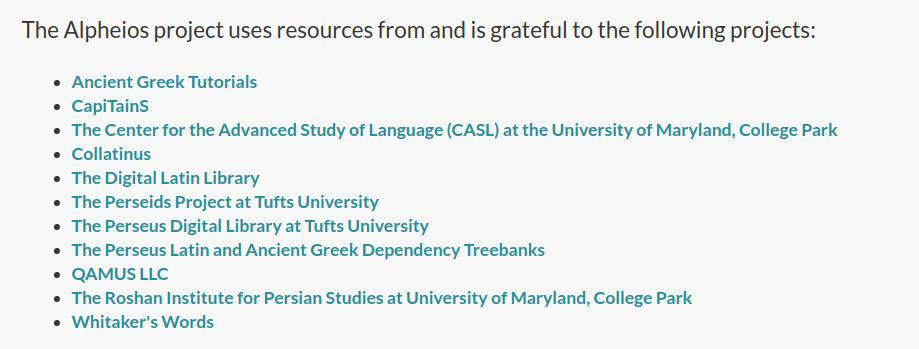 The Alpheios project uses resources from and is grateful to the following projects:
• Ancient Greek Tutorials
• CapiTainS
• The Center for the Advanced Study of Language (CASL) at the University of Maryland, College Park
• Collatinus
• The Digital Latin Library
• The Perseids Project at Tufts University
• The Perseus Digital Library at Tufts University
• The Perseus Latin and Ancient Greek Dependency Treebanks
• QAMUS LLC
• The Roshan Institute for Persian Studies at University of Maryland, College Park
• Whitaker's Words